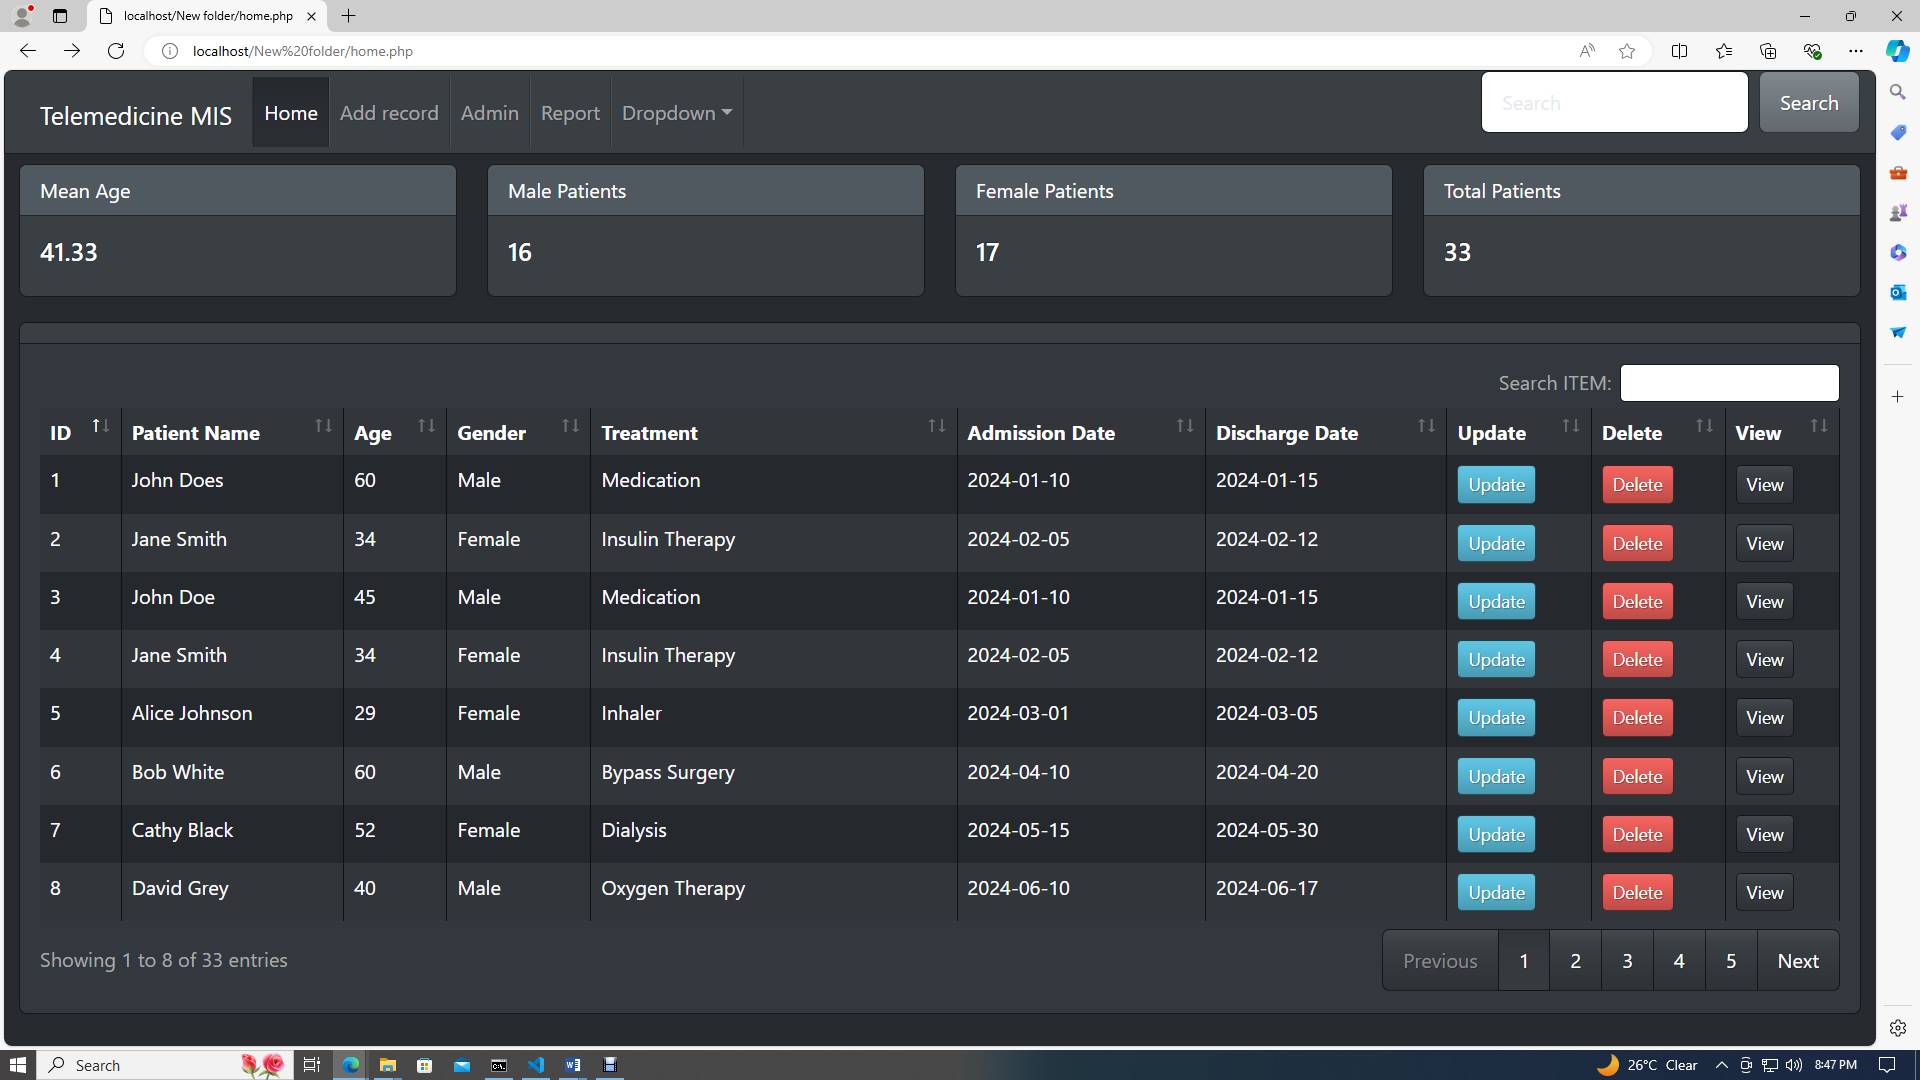 localhost/New folder/home.php
localhost/New%20folder/home.php
Telemedicine MIS Home Add record Admin Report Dropdown Search Search
Mean Age Male Patients Female Patients Total Patients
41.33 16 17 33
Search ITEM:
ID Patient Name Age Gender Treatment Admission Date Discharge Date Update Delete View
1 John Does 60 Male Medication 2024-01-10 2024-01-15 Update Delete View
2 Jane Smith 34 Female Insulin Therapy 2024-02-05 2024-02-12 Update Delete View
3 John Doe 45 Male Medication 2024-01-10 2024-01-15 Update Delete View
4 Jane Smith 34 Female Insulin Therapy 2024-02-05 2024-02-12 Update Delete View
5 Alice Johnson 29 Female Inhaler 2024-03-01 2024-03-05 Update Delete View
6 Bob White 60 Male Bypass Surgery 2024-04-10 2024-04-20 Update Delete View
7 Cathy Black 52 Female Dialysis 2024-05-15 2024-05-30 Update Delete View
8 David Grey 40 Male Oxygen Therapy 2024-06-10 2024-06-17 Update Delete View
Showing 1 to 8 of 33 entries Previous 1 2 3 4 5 Next
Search 26°C Clear 8:47 PM